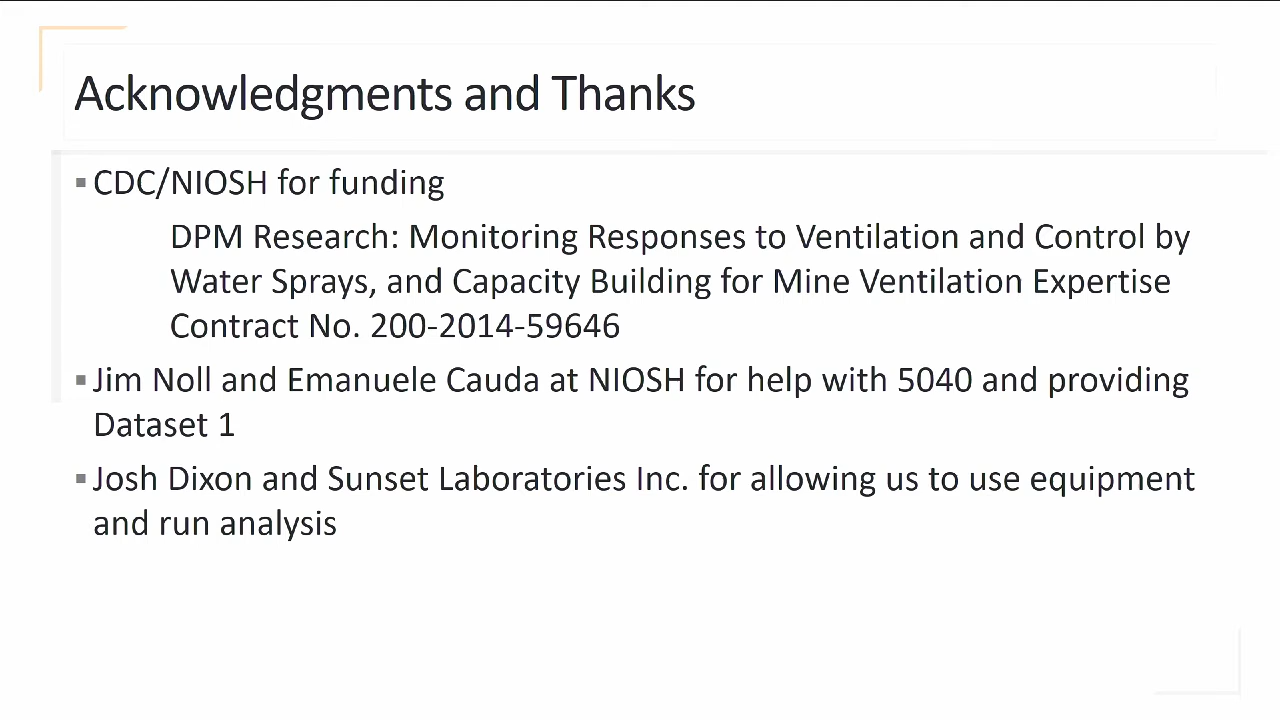 Acknowledgments and Thanks
▪CDC/NIOSH for funding
DPM Research: Monitoring Responses to Ventilation and Control by
Water Sprays, and Capacity Building for Mine Ventilation Expertise
Contract No. 200-2014-59646
▪Jim Noll and Emanuele Cauda at NIOSH for help with 5040 and providing
Dataset 1
▪Josh Dixon and Sunset Laboratories Inc. for allowing us to use equipment
and run analysis